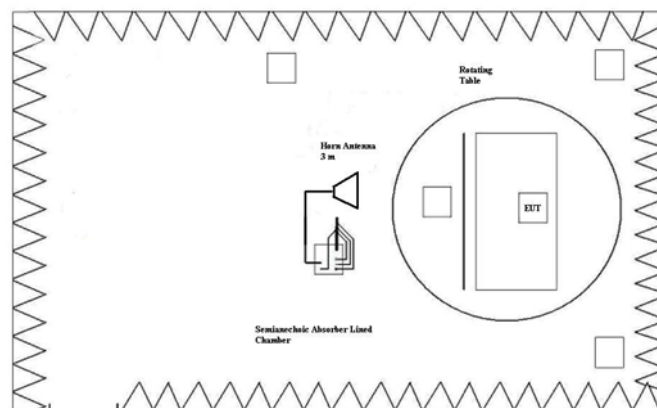 Rotating
Table
Horn Antenna
3 m
EUT
Semianechoic Absorber Lined
Chamber